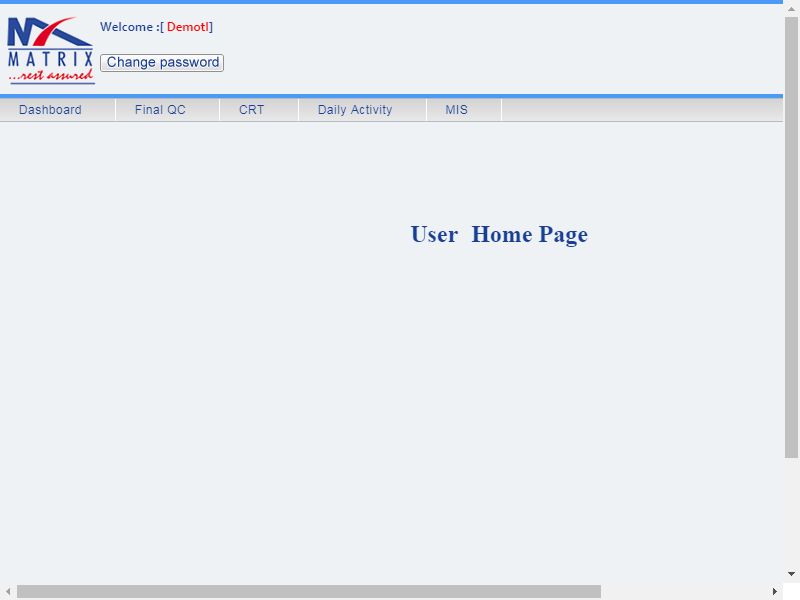 Welcome :[ Demotl]
MATRIX
...rest assured
Change password
Dashboard Final QC CRT Daily Activity MIS
User Home Page